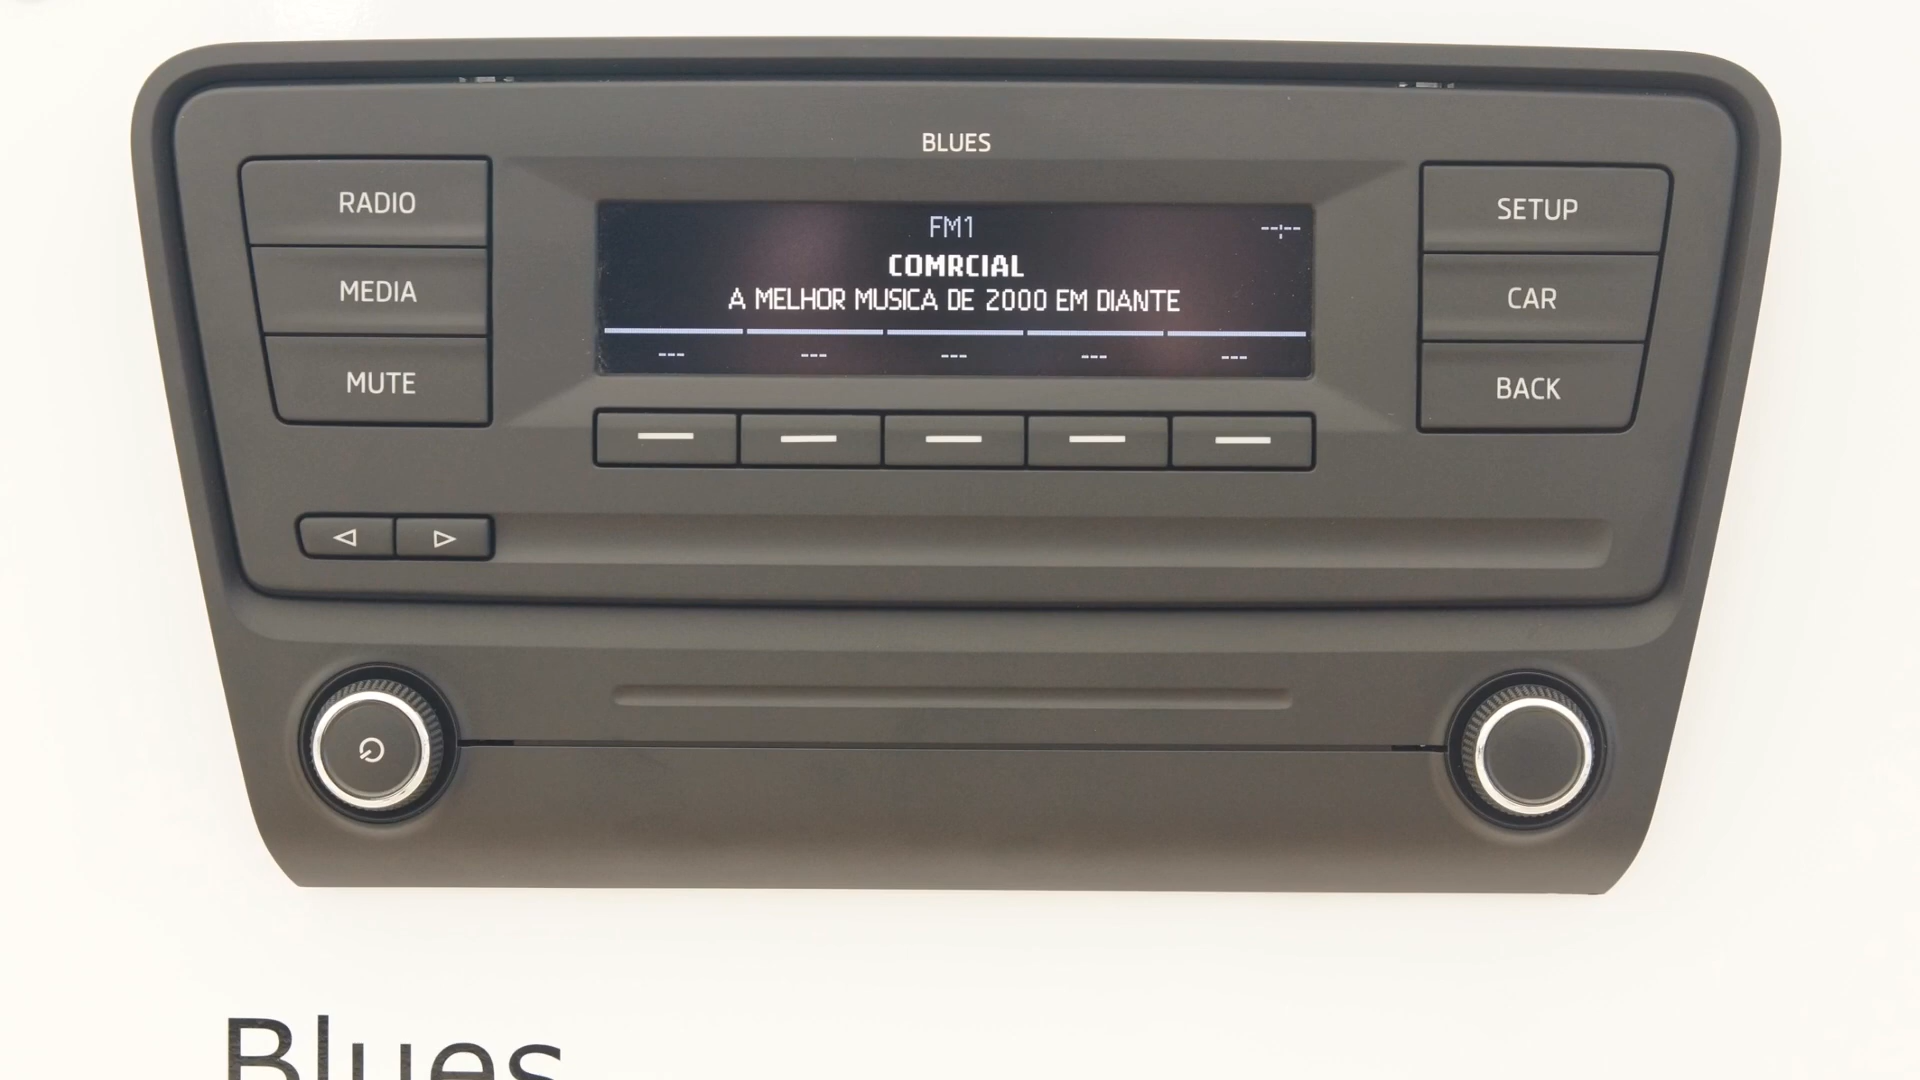 BLUES
RADIO
MEDIA
MUTE
FM1 --:--
COMRCIAL
A MELHOR MUSICA DE 2000 EM DIANTE
--- --- --- --- ---
SETUP
CAR
BACK
Blues